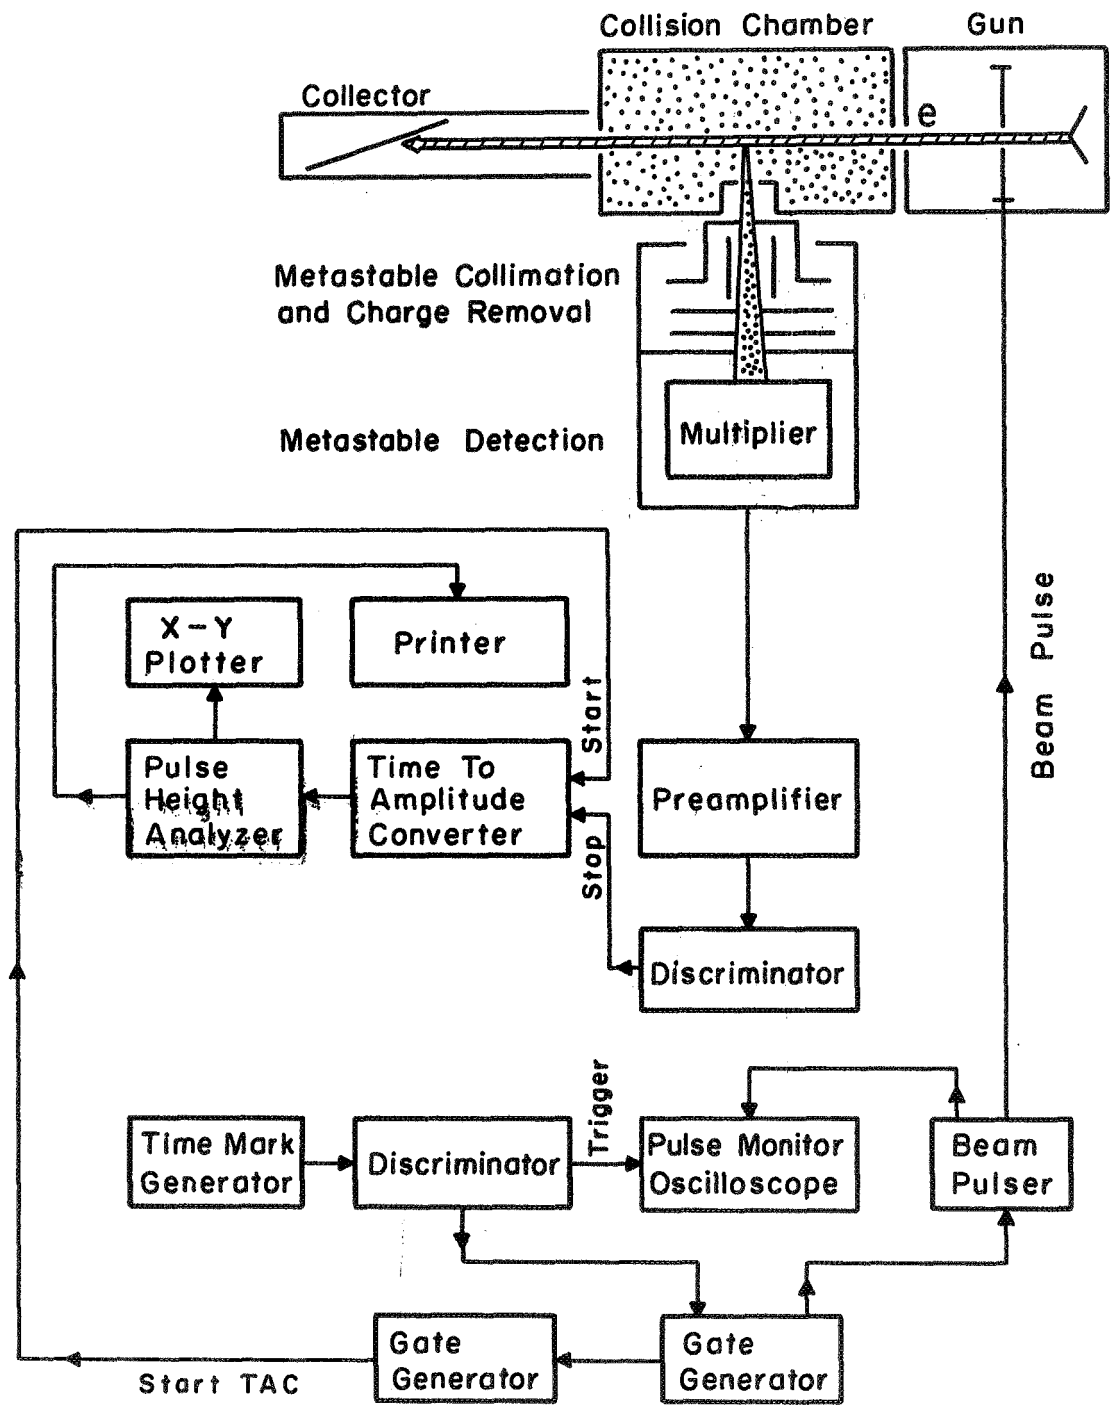 Collision Chamber
Gun
Collector
e
Metastable Collimation
and Charge Removal
Metastable Detection
Multiplier
X-Y
Plotter
Printer
Start
Beam Pulse
Pulse
Height
Analyzer
Time To
Amplitude
Converter
Preamplifier
Stop
Discriminator
Trigger
Time Mark
Generator
Discriminator
Pulse Monitor
Oscilloscope
Beam
Pulser
Gate
Generator
Gate
Generator
Start TAC